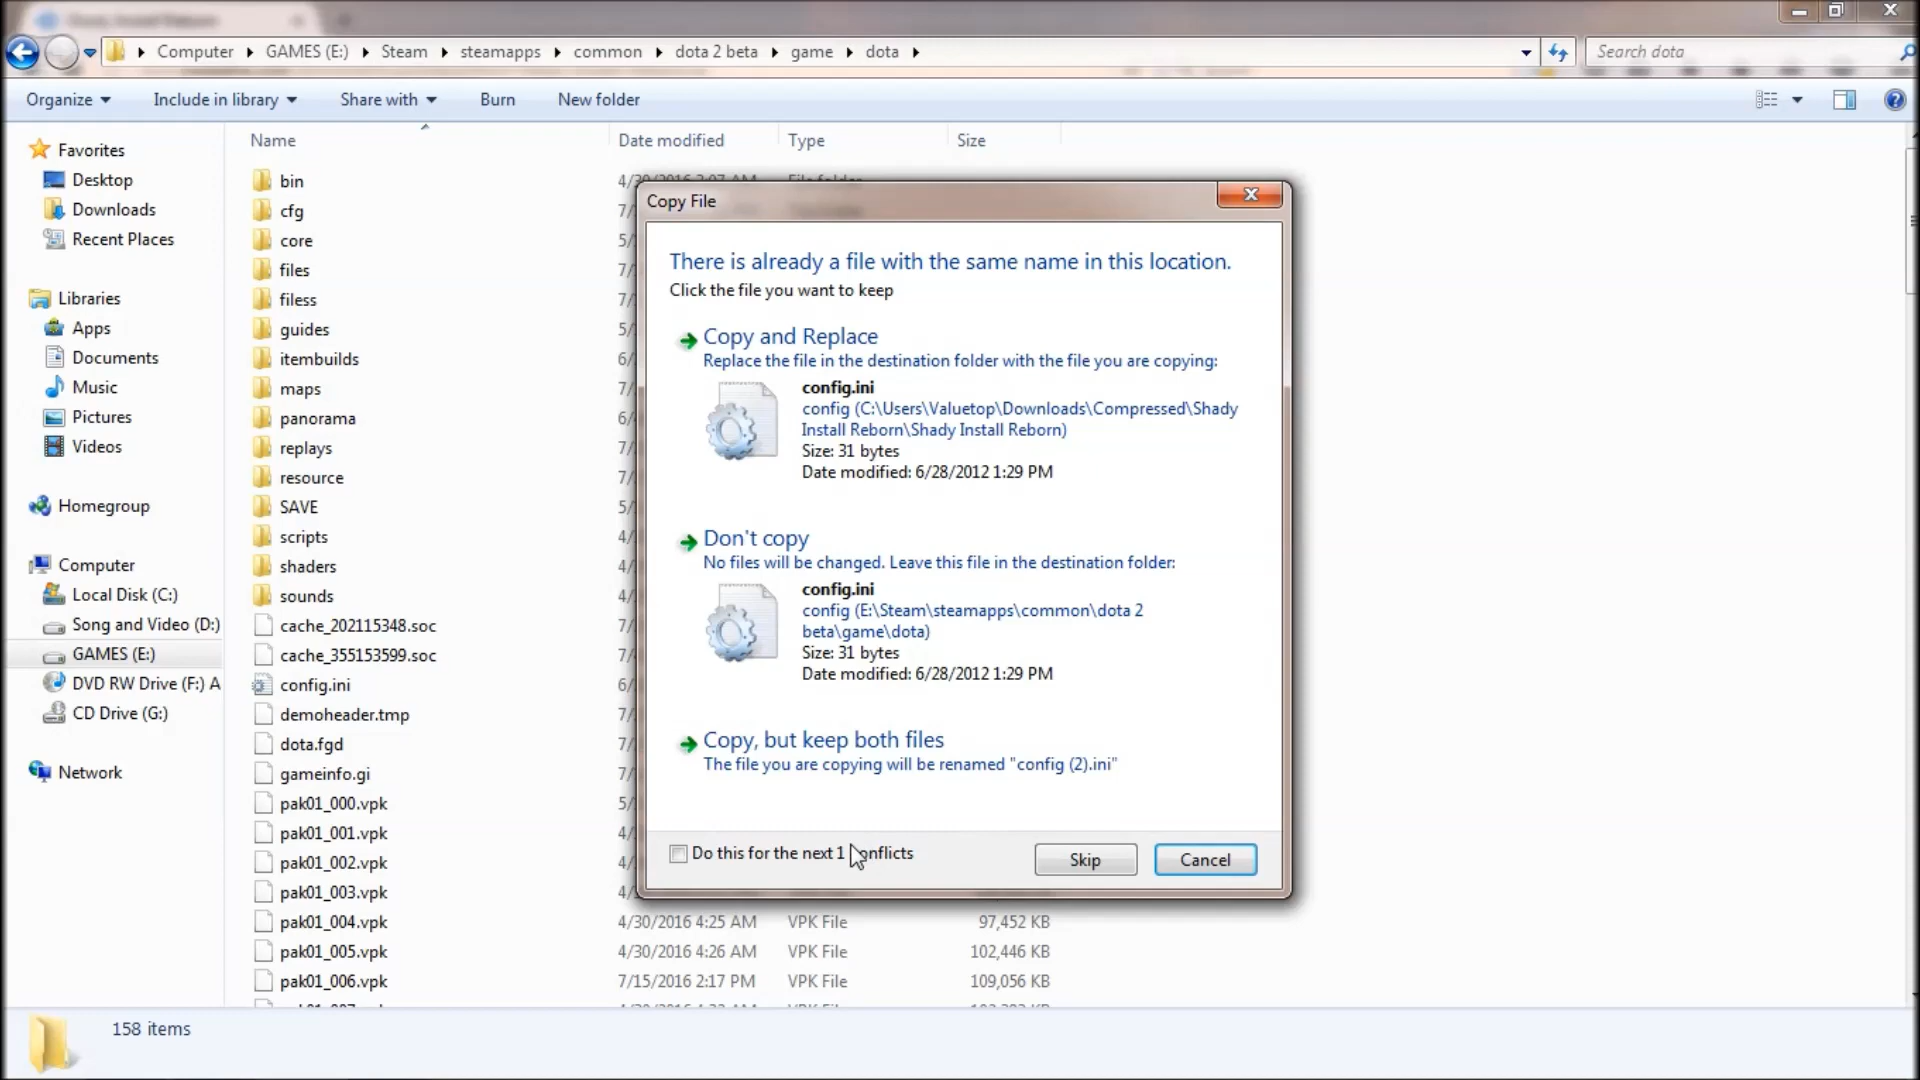 Computer GAMES (E:) Steam steamapps common dota 2 beta game dota
Search dota
Organize Include in library Share with Burn New folder
Name Date modified Type Size
Favorites
Desktop
Downloads
Recent Places
Libraries
Apps
Documents
Music
Pictures
Videos
Homegroup
Computer
Local Disk (C:)
Song and Video (D:)
GAMES (E:)
DVD RW Drive (F:) A
CD Drive (G:)
Network
bin
cfg
core
files
filess
guides
itembuilds
maps
panorama
replays
resource
SAVE
scripts
shaders
sounds
cache_202115348.soc
cache_355153599.soc
config.ini
demoheader.tmp
dota.fgd
gameinfo.gi
pak01_000.vpk
pak01_001.vpk
pak01_002.vpk
pak01_003.vpk
pak01_004.vpk 4/30/2016 4:25 AM VPK File 97,452 KB
pak01_005.vpk 4/30/2016 4:26 AM VPK File 102,446 KB
pak01_006.vpk 7/15/2016 2:17 PM VPK File 109,056 KB
Copy File
There is already a file with the same name in this location.
Click the file you want to keep
Copy and Replace
Replace the file in the destination folder with the file you are copying:
config.ini
config (C:\Users\Valuetop\Downloads\Compressed\Shady
Install Reborn\Shady Install Reborn)
Size: 31 bytes
Date modified: 6/28/2012 1:29 PM
Don't copy
No files will be changed. Leave this file in the destination folder:
config.ini
config (E:\Steam\steamapps\common\dota 2
beta\game\dota)
Size: 31 bytes
Date modified: 6/28/2012 1:29 PM
Copy, but keep both files
The file you are copying will be renamed "config (2).ini"
Do this for the next 1 conflicts
Skip
Cancel
158 items